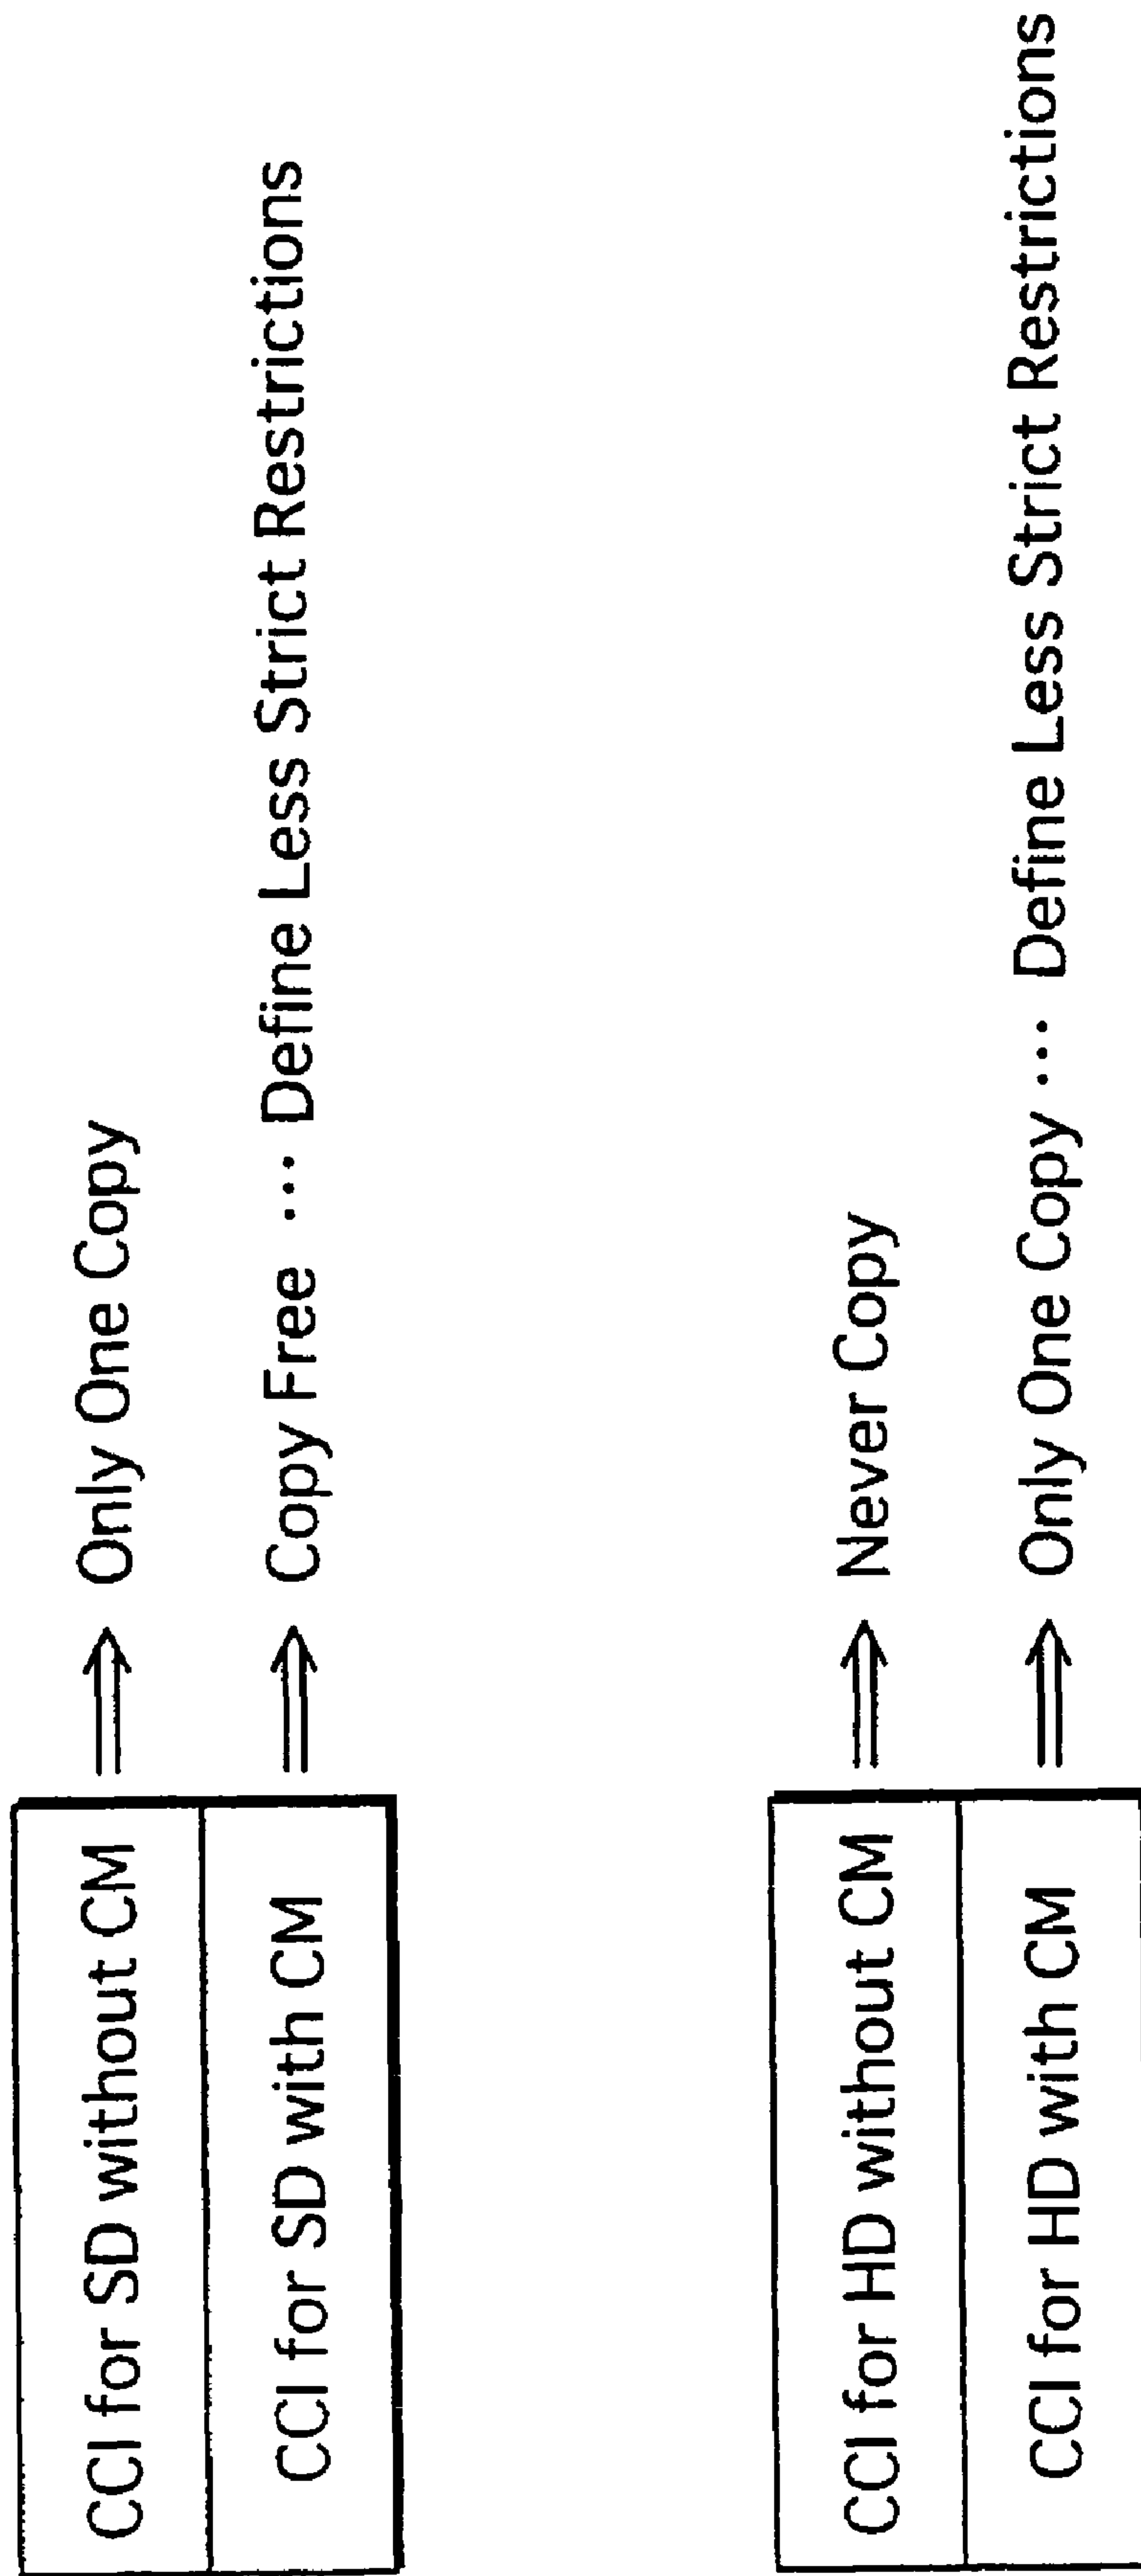 CCI for SD without CM ⇒ Only One Copy
CCI for SD with CM ⇒ Copy Free ··· Define Less Strict Restrictions
CCI for HD without CM ⇒ Never Copy
CCI for HD with CM ⇒ Only One Copy ··· Define Less Strict Restrictions